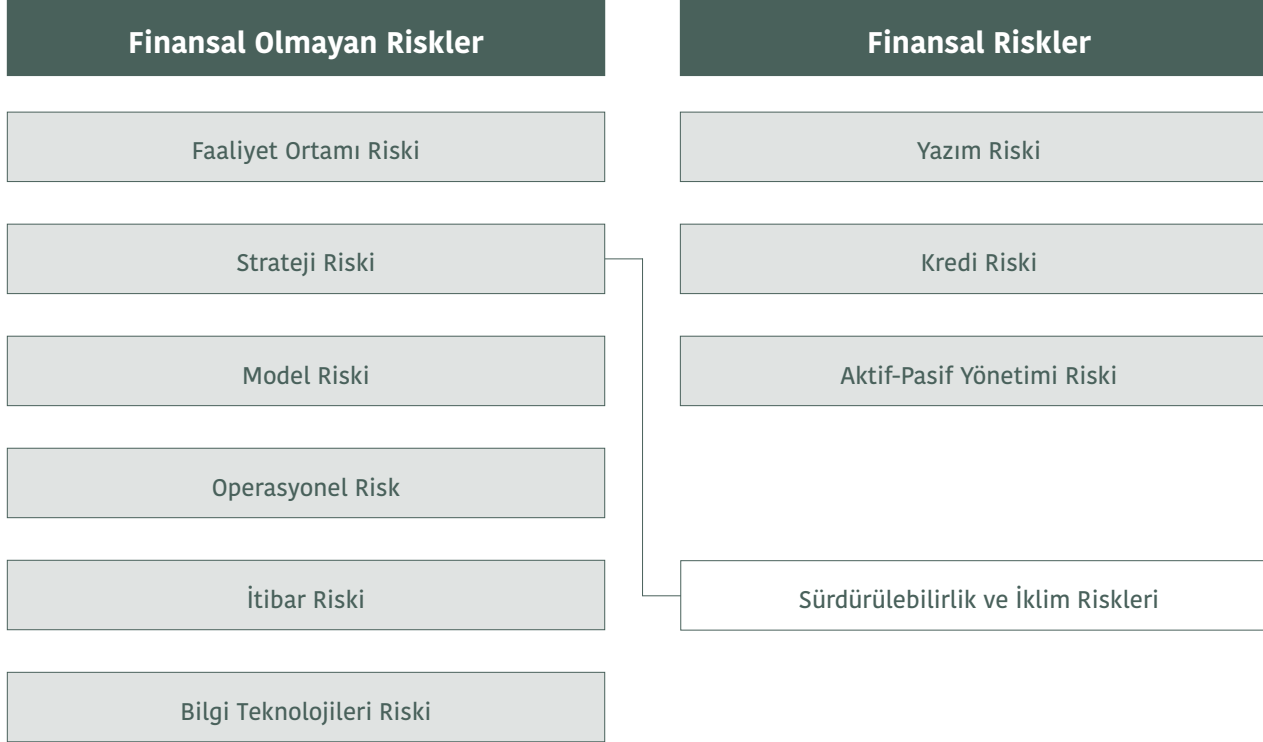 Finansal Olmayan Riskler
Faaliyet Ortamı Riski
Strateji Riski
Model Riski
Operasyonel Risk
İtibar Riski
Bilgi Teknolojileri Riski
Finansal Riskler
Yazım Riski
Kredi Riski
Aktif-Pasif Yönetimi Riski
Sürdürülebilirlik ve İklim Riskleri